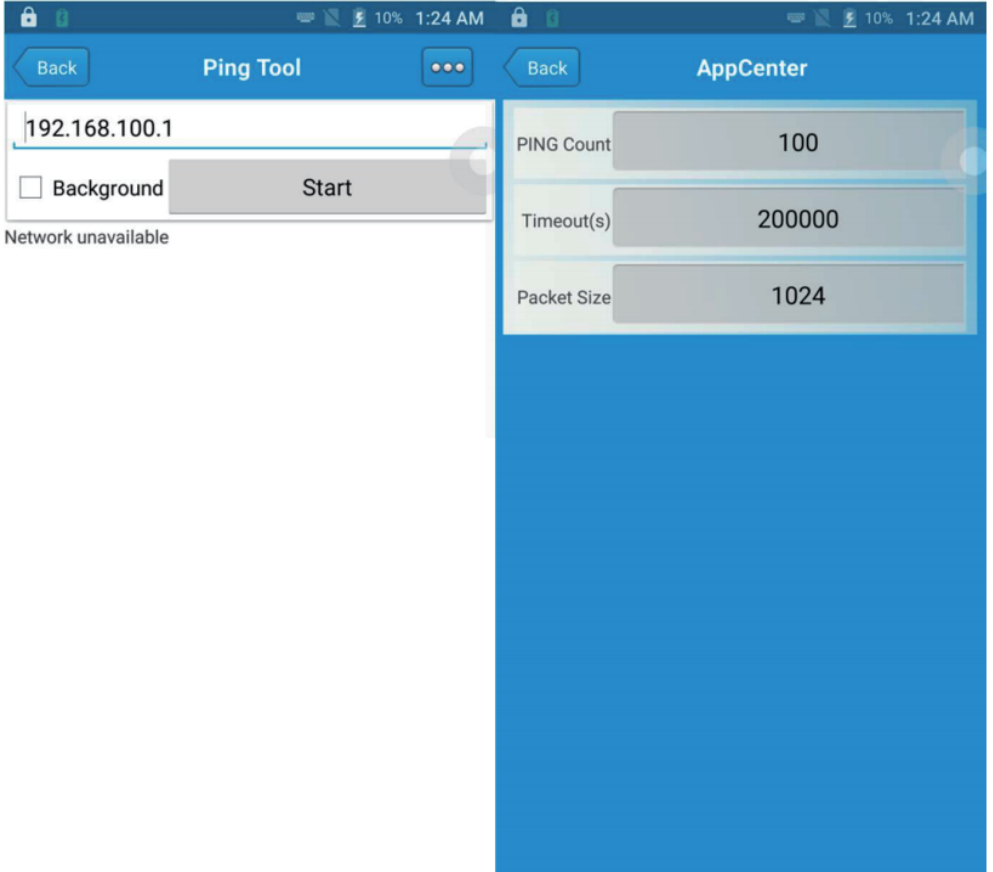 10% 1:24 AM
Back Ping Tool
192.168.100.1
Background Start
Network unavailable
10% 1:24 AM
Back AppCenter
PING Count 100
Timeout(s) 200000
Packet Size 1024